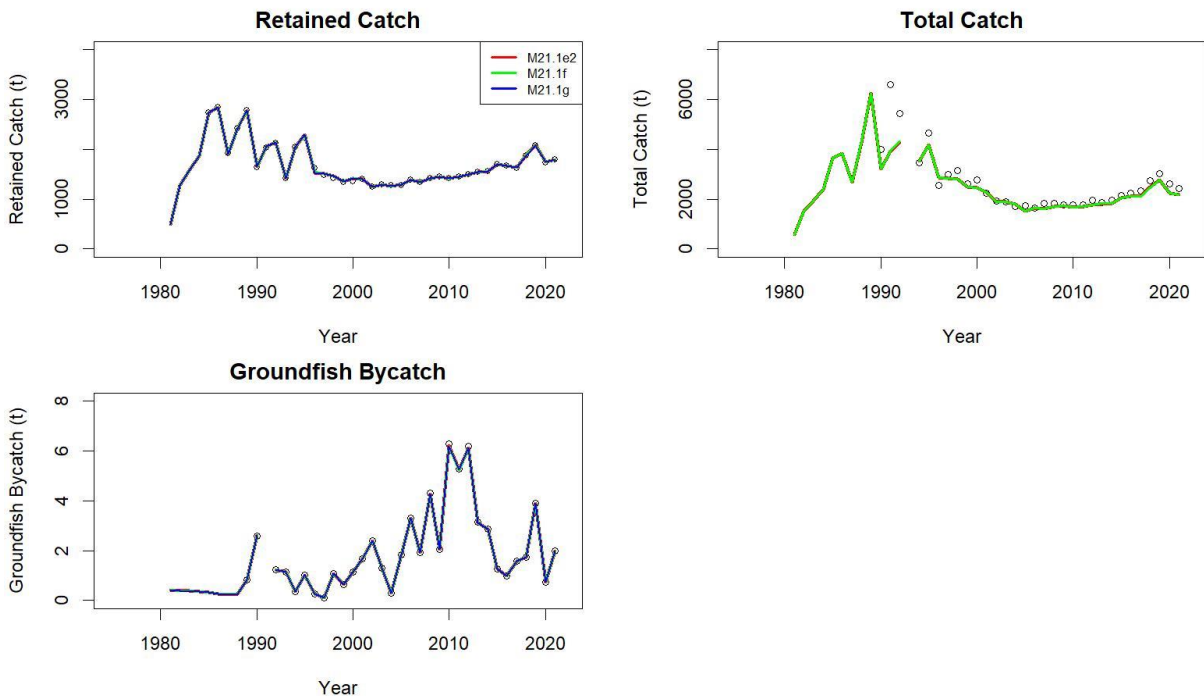 Retained Catch
Retained Catch (t)
3000
1000
0
M21.1e2
M21.1f
M21.1g
1980 1990 2000 2010 2020
Year
Total Catch
Total Catch (t)
6000
2000
0
1980 1990 2000 2010 2020
Year
Groundfish Bycatch
Groundfish Bycatch (t)
8
6
4
2
0
1980 1990 2000 2010 2020
Year